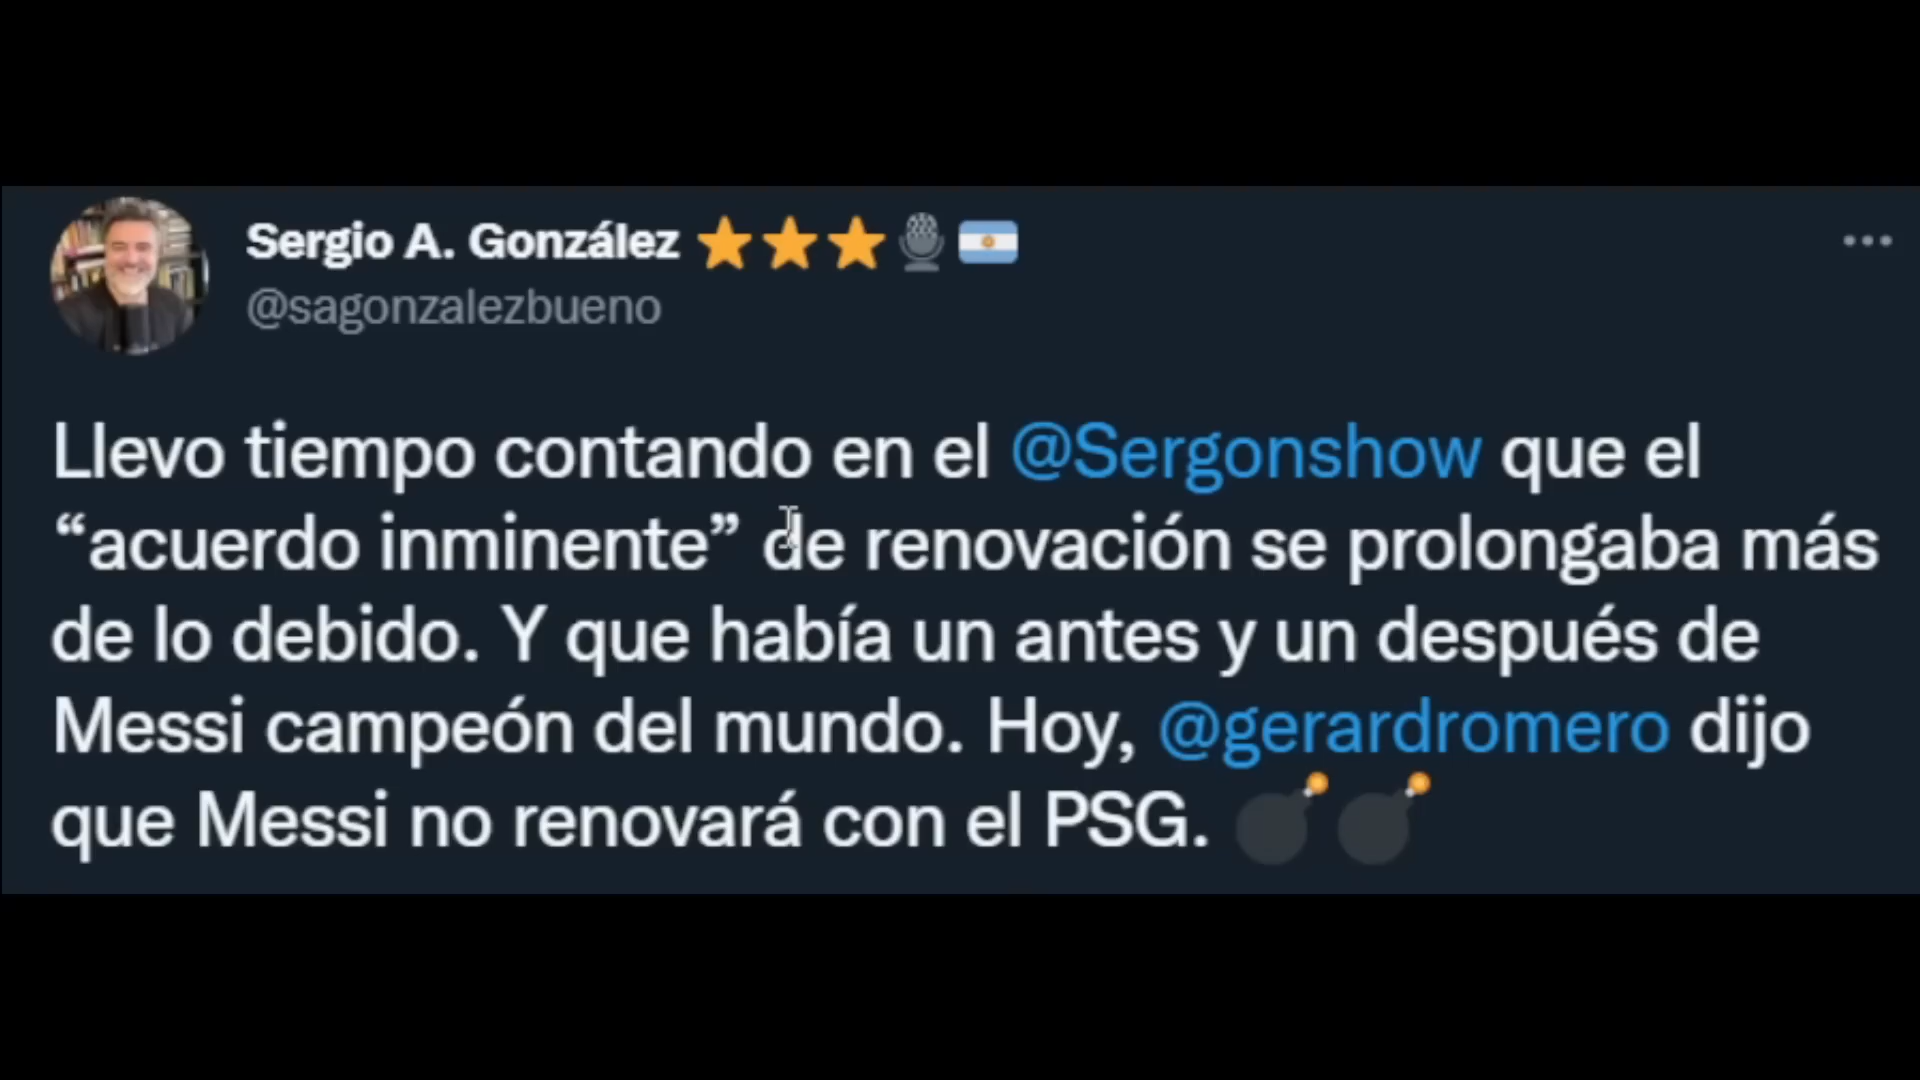 Sergio A. González ⭐⭐⭐🎙️🇦🇷
@sagonzalezbueno
Llevo tiempo contando en el @Sergonshow que el
“acuerdo inminente” de renovación se prolongaba más
de lo debido. Y que había un antes y un después de
Messi campeón del mundo. Hoy, @gerardromero dijo
que Messi no renovará con el PSG. 💣💣